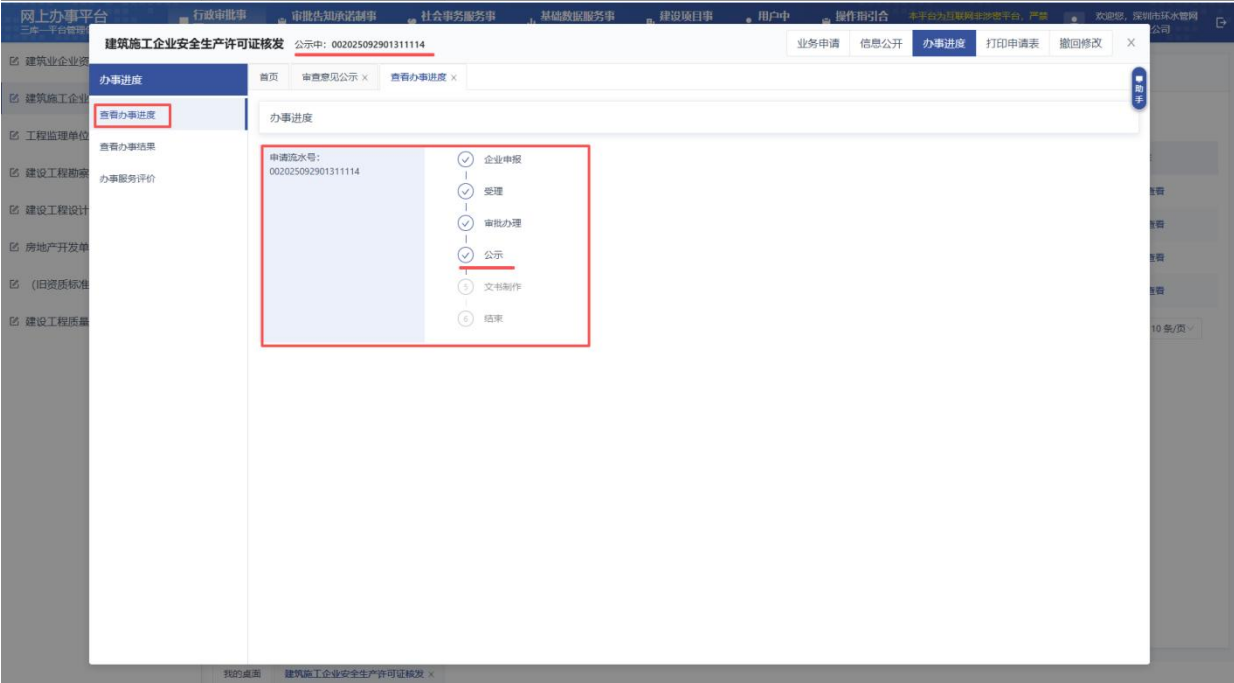 网上办事平台
三库一平台管理
行政审批事
审批告知承诺制事
社会事务服务事
基础数据服务事
建设项目事
用户中
操作指引合
本平台为互联网非涉密平台，严禁
欢迎您，深圳市环水管网
公司
建筑施工企业安全生产许可证核发 公示中：002025092901311114
业务申请 信息公开 办事进度 打印申请表 撤回修改 X
建筑业企业资
建筑施工企业
工程监理单位
建设工程勘察
建设工程设计
房地产开发单
(旧资质标准
建设工程质量
办事进度
查看办事进度
查看办事结果
办事服务评价
首页 审查意见公示 × 查看办事进度 ×
助手
办事进度
申请流水号：
002025092901311114
企业申报
受理
审批办理
公示
5 文书制作
6 结束
查看
查看
查看
查看
10 条/页
我的桌面 建筑施工企业安全生产许可证核发 ×